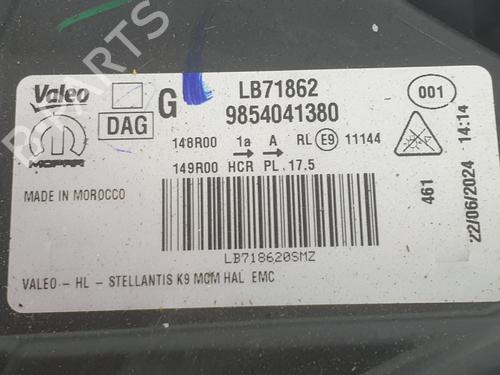 Valeo
G
LB71862
9854041380
001
DAG
MOPAR
148R00 1a A RL E9 11144
149R00 HCR PL 17.5
MADE IN MOROCCO
461
22/06/2024 14:14
LB718620SMZ
VALEO - HL - STELLANTIS K9 MCM HAL EMC